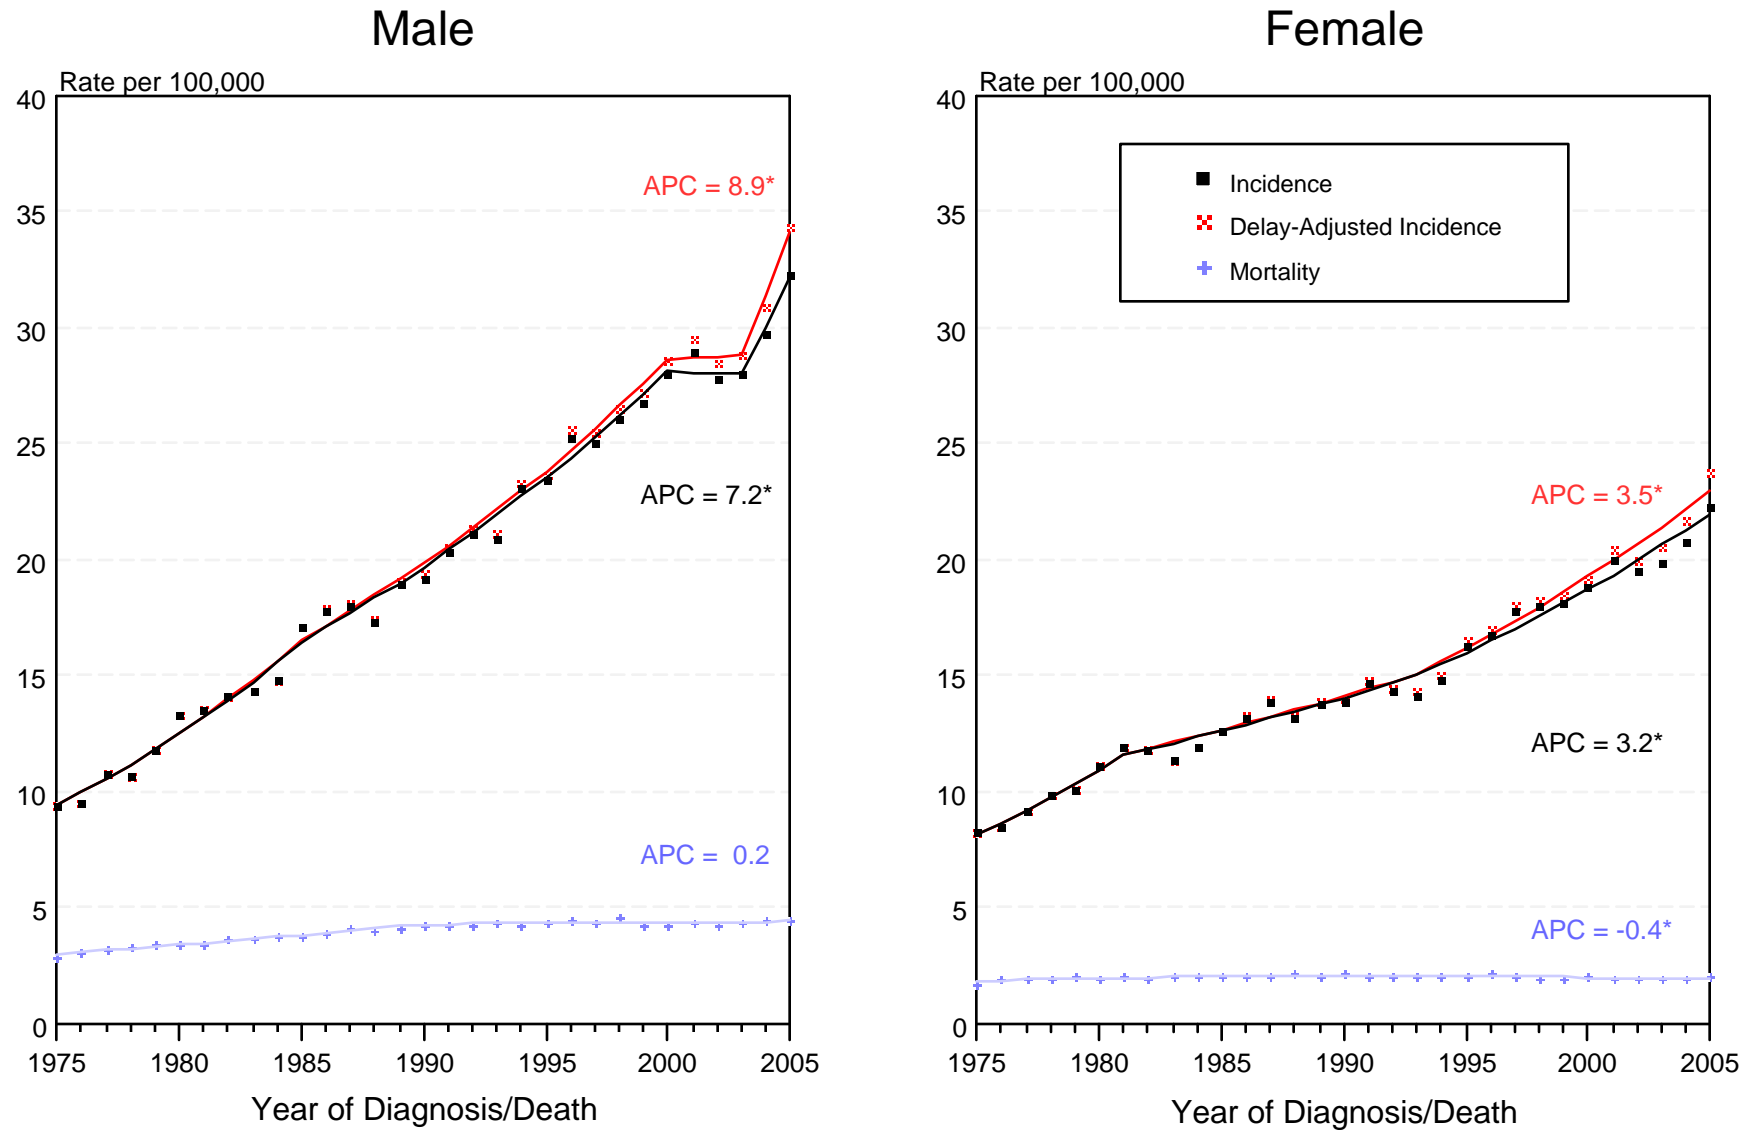 Male
Rate per 100,000
40
35
30
25
20
15
10
5
0
APC = 8.9*
APC = 7.2*
APC =  0.2
1975
1980
1985
1990
1995
2000
2005
Year of Diagnosis/Death
Female
Rate per 100,000
40
35
30
25
20
15
10
5
0
Incidence
Delay-Adjusted Incidence
Mortality
APC = 3.5*
APC = 3.2*
APC = -0.4*
1975
1980
1985
1990
1995
2000
2005
Year of Diagnosis/Death